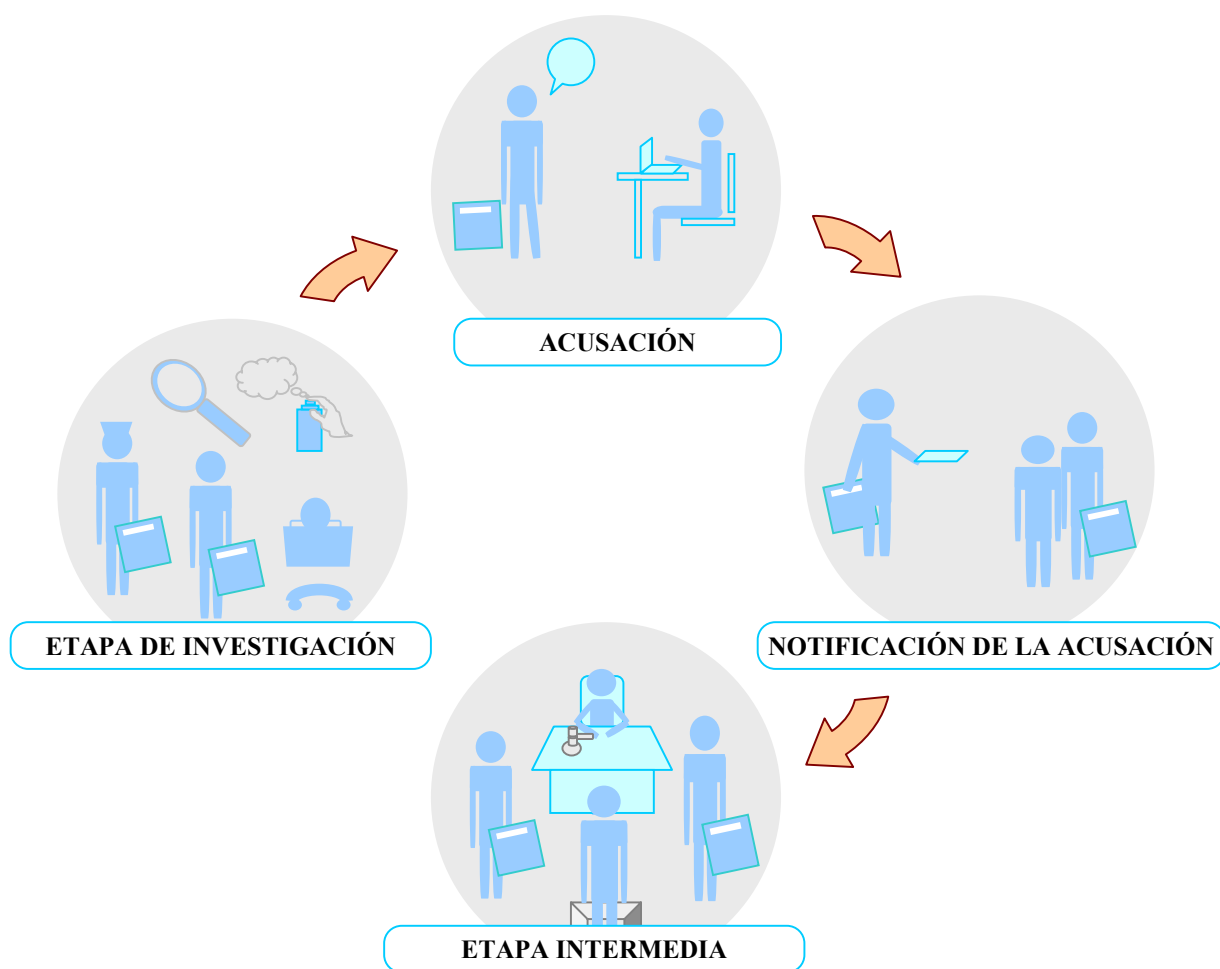 ACUSACIÓN
ETAPA DE INVESTIGACIÓN
NOTIFICACIÓN DE LA ACUSACIÓN
ETAPA INTERMEDIA